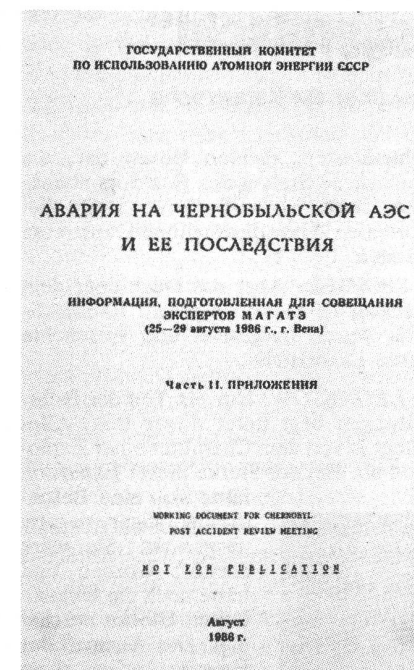 ГОСУДАРСТВЕННЫЙ КОМИТЕТ
ПО ИСПОЛЬЗОВАНИЮ АТОМНОЙ ЭНЕРГИИ СССР
АВАРИЯ НА ЧЕРНОБЫЛЬСКОЙ АЭС
И ЕЕ ПОСЛЕДСТВИЯ
ИНФОРМАЦИЯ, ПОДГОТОВЛЕННАЯ ДЛЯ СОВЕЩАНИЯ
ЭКСПЕРТОВ МАГАТЭ
(25—29 августа 1986 г., г. Вена)
Часть II. ПРИЛОЖЕНИЯ
WORKING DOCUMENT FOR CHERNOBYL
POST ACCIDENT REVIEW MEETING
NOT FOR PUBLICATION
Август
1986 г.